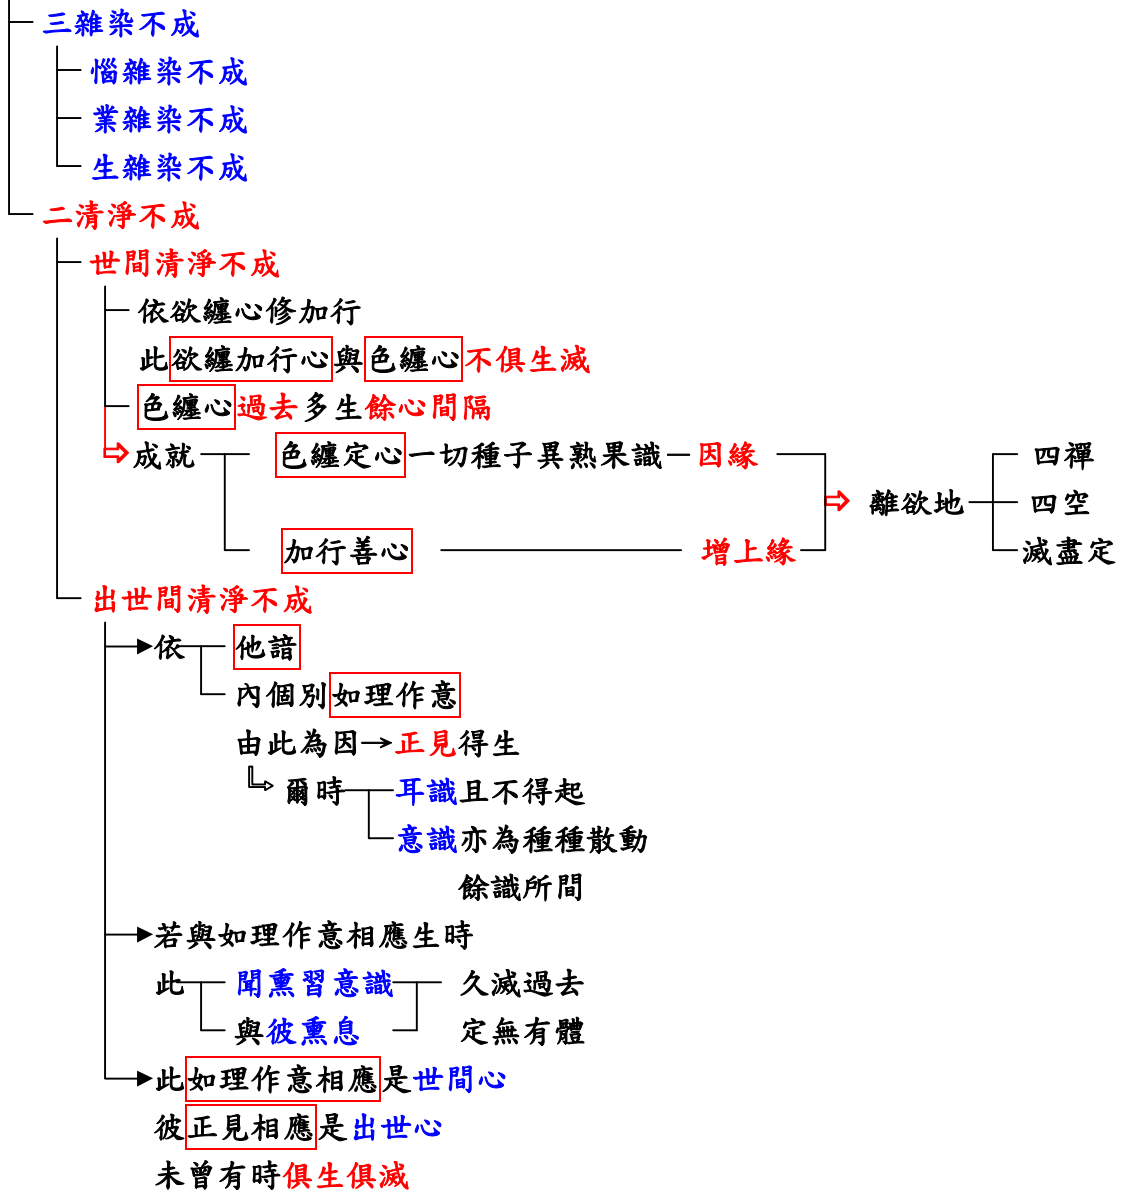 三雜染不成
惱雜染不成
業雜染不成
生雜染不成
二清淨不成
世間清淨不成
依欲纏心修加行
此欲纏加行心與色纏心不俱生滅
色纏心過去多生餘心間隔
成就 色纏定心一切種子異熟果識 因緣 四禪
離欲地 四空
加行善心 增上緣 滅盡定
出世間清淨不成
依 他諳
內個別如理作意
由此為因→正見得生
爾時 耳識且不得起
意識亦為種種散動
餘識所間
若與如理作意相應生時
此 聞熏習意識 久滅過去
與彼熏息 定無有體
此如理作意相應是世間心
彼正見相應是出世心
未曾有時俱生俱滅